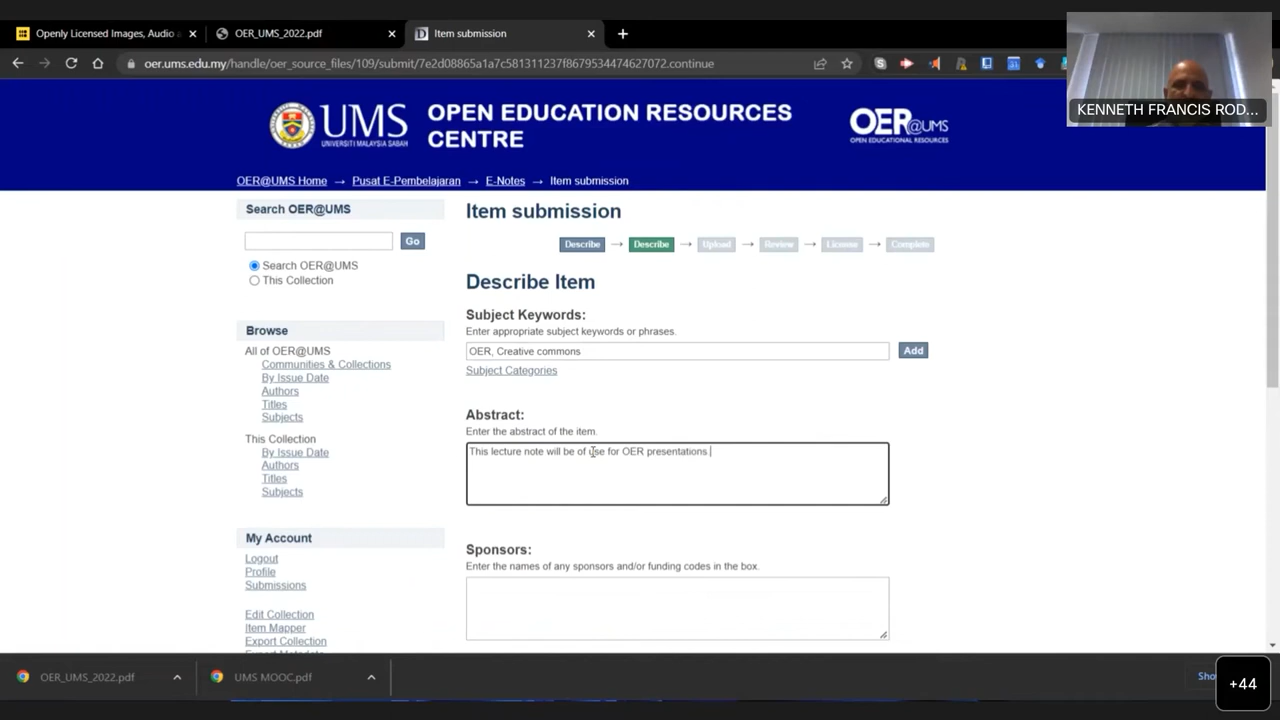 Openly Licensed Images, Audio a
OER_UMS_2022.pdf
Item submission
oer.ums.edu.my/handle/oer_source_files/109/submit/7e2d08865a1a7c581311237f8679534474627072.continue
KENNETH FRANCIS ROD...
UMS
UNIVERSITI MALAYSIA SABAH
OPEN EDUCATION RESOURCES
CENTRE
OER@UMS
OPEN EDUCATIONAL RESOURCES
OER@UMS Home → Pusat E-Pembelajaran → E-Notes → Item submission
Search OER@UMS
Go
Search OER@UMS
This Collection
Browse
All of OER@UMS
Communities & Collections
By Issue Date
Authors
Titles
Subjects
This Collection
By Issue Date
Authors
Titles
Subjects
My Account
Logout
Profile
Submissions
Edit Collection
Item Mapper
Export Collection
Export Metadata
Item submission
Describe → Describe → Upload → Review → License → Complete
Describe Item
Subject Keywords:
Enter appropriate subject keywords or phrases.
OER, Creative commons
Add
Subject Categories
Abstract:
Enter the abstract of the item.
This lecture note will be of use for OER presentations.
Sponsors:
Enter the names of any sponsors and/or funding codes in the box.
OER_UMS_2022.pdf
UMS MOOC.pdf
Sho
+44